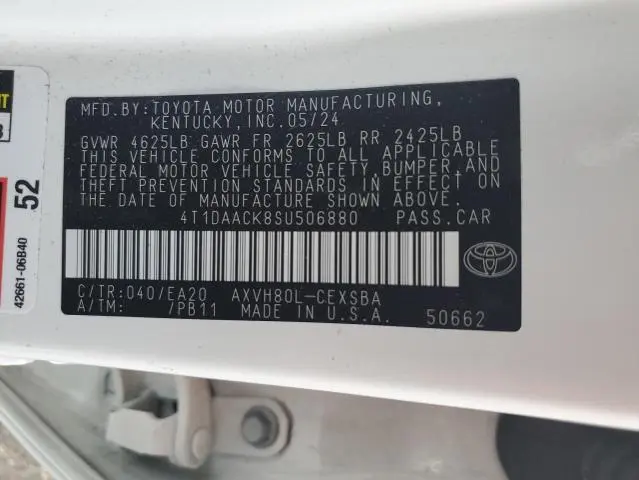 MFD.BY:TOYOTA MOTOR MANUFACTURING,
KENTUCKY, INC.05/24
GVWR 4625LB GAWR FR 2625LB RR 2425LB
THIS VEHICLE CONFORMS TO ALL APPLICABLE
FEDERAL MOTOR VEHICLE SAFETY,BUMPER,AND
THEFT PREVENTION STANDARDS IN EFFECT ON
THE DATE OF MANUFACTURE SHOWN ABOVE.
4T1DAACK8SU506880 PASS.CAR
C/TR:040/EA20 AXVH80L-CEXSBA
A/TM: /PB11 MADE IN U.S.A. 50662
52
42661-06B40